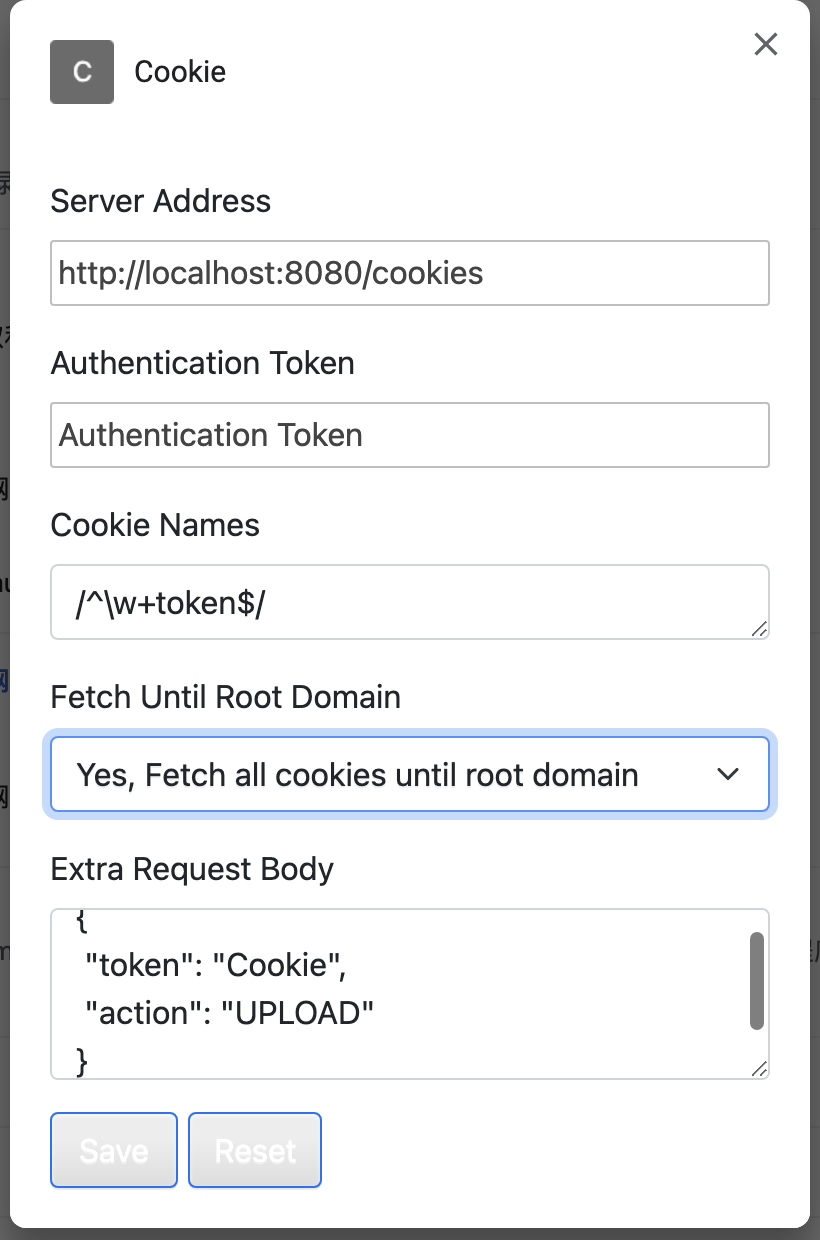 C
Cookie
Server Address
http://localhost:8080/cookies
Authentication Token
Authentication Token
Cookie Names
/^\w+token$/
Fetch Until Root Domain
Yes, Fetch all cookies until root domain
Extra Request Body
{
"token": "Cookie",
"action": "UPLOAD"
}
Save Reset